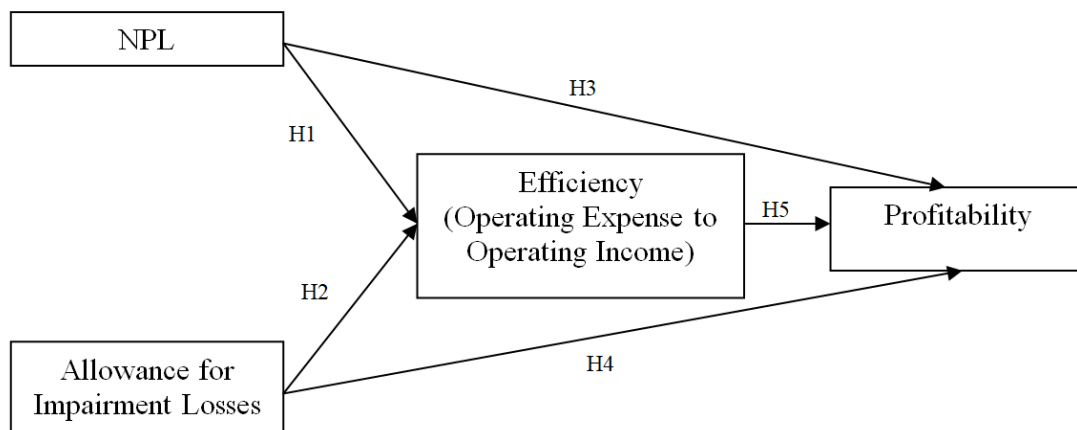 NPL
H3
H1
Efficiency
(Operating Expense to
Operating Income)
H5
Profitability
H2
Allowance for
Impairment Losses
H4